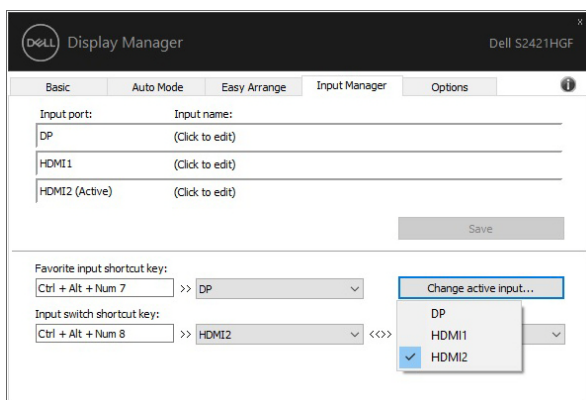 DELL Display Manager
x
Dell S2421HGF
Basic Auto Mode Easy Arrange Input Manager Options
Input port: Input name:
DP (Click to edit)
HDMI1 (Click to edit)
HDMI2 (Active) (Click to edit)
Save
Favorite input shortcut key:
Ctrl + Alt + Num 7 >> DP Change active input...
Input switch shortcut key:
Ctrl + Alt + Num 8 >> HDMI2 <<>>
DP
HDMI1
HDMI2